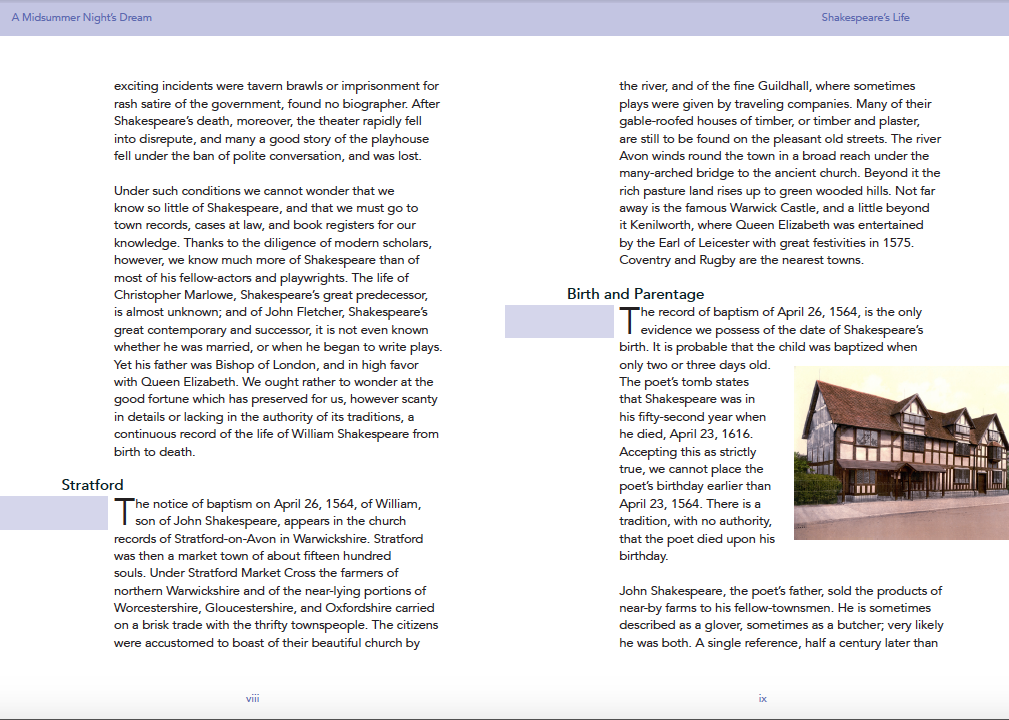 A Midsummer Night's Dream
exciting incidents were tavern brawls or imprisonment for
rash satire of the government, found no biographer. After
Shakespeare's death, moreover, the theater rapidly fell
into disrepute, and many a good story of the playhouse
fell under the ban of polite conversation, and was lost.
Under such conditions we cannot wonder that we
know so little of Shakespeare, and that we must go to
town records, cases at law, and book registers for our
knowledge. Thanks to the diligence of modern scholars,
however, we know much more of Shakespeare than of
most of his fellow-actors and playwrights. The life of
Christopher Marlowe, Shakespeare's great predecessor,
is almost unknown; and of John Fletcher, Shakespeare's
great contemporary and successor, it is not even known
whether he was married, or when he began to write plays.
Yet his father was Bishop of London, and in high favor
with Queen Elizabeth. We ought rather to wonder at the
good fortune which has preserved for us, however scanty
in details or lacking in the authority of its traditions, a
continuous record of the life of William Shakespeare from
birth to death.
Stratford
The notice of baptism on April 26, 1564, of William,
son of John Shakespeare, appears in the church
records of Stratford-on-Avon in Warwickshire. Stratford
was then a market town of about fifteen hundred
souls. Under Stratford Market Cross the farmers of
northern Warwickshire and of the near-lying portions of
Worcestershire, Gloucestershire, and Oxfordshire carried
on a brisk trade with the thrifty townspeople. The citizens
were accustomed to boast of their beautiful church by
viii
Shakespeare's Life
the river, and of the fine Guildhall, where sometimes
plays were given by traveling companies. Many of their
gable-roofed houses of timber, or timber and plaster,
are still to be found on the pleasant old streets. The river
Avon winds round the town in a broad reach under the
many-arched bridge to the ancient church. Beyond it the
rich pasture land rises up to green wooded hills. Not far
away is the famous Warwick Castle, and a little beyond
it Kenilworth, where Queen Elizabeth was entertained
by the Earl of Leicester with great festivities in 1575.
Coventry and Rugby are the nearest towns.
Birth and Parentage
The record of baptism of April 26, 1564, is the only
evidence we possess of the date of Shakespeare's
birth. It is probable that the child was baptized when
only two or three days old.
The poet's tomb states
that Shakespeare was in
his fifty-second year when
he died, April 23, 1616.
Accepting this as strictly
true, we cannot place the
poet's birthday earlier than
April 23, 1564. There is a
tradition, with no authority,
that the poet died upon his
birthday.
John Shakespeare, the poet's father, sold the products of
near-by farms to his fellow-townsmen. He is sometimes
described as a glover, sometimes as a butcher; very likely
he was both. A single reference, half a century later than
ix